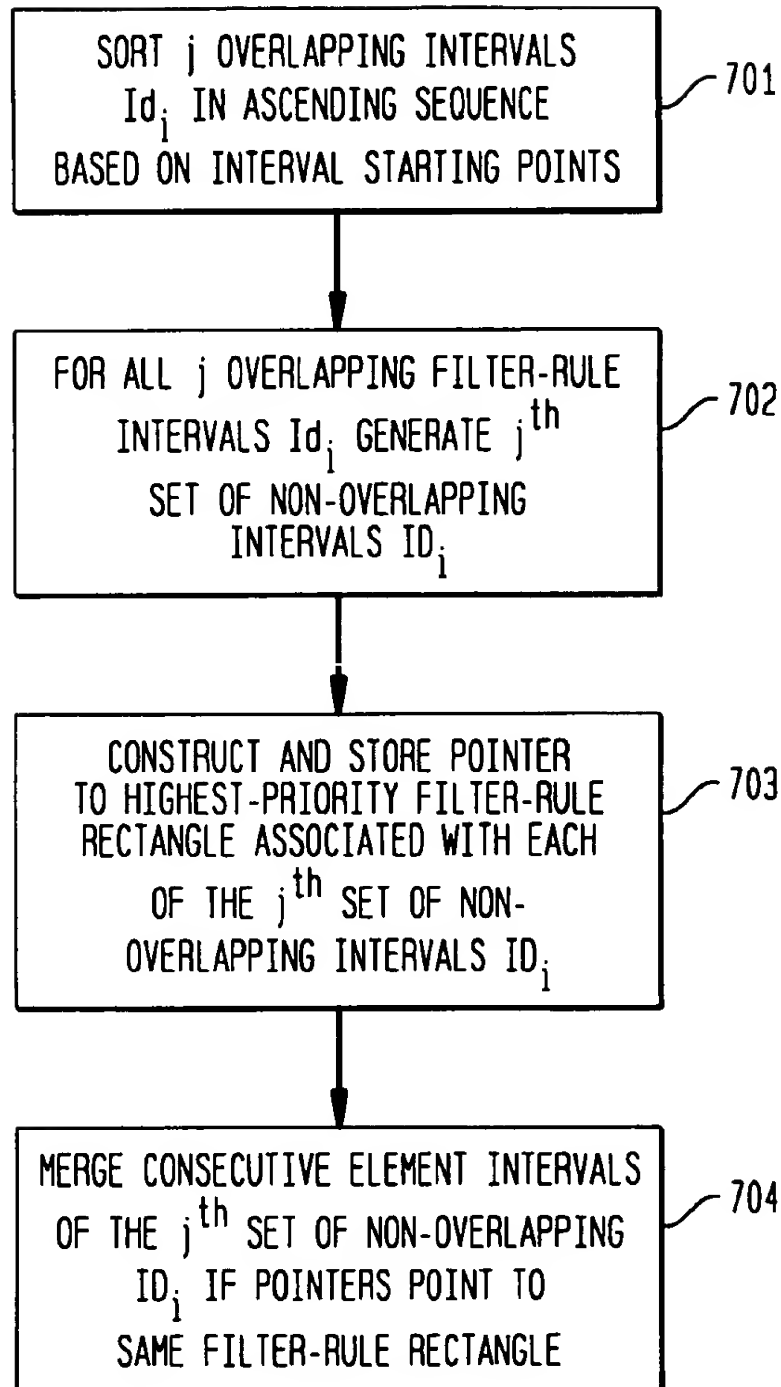 SORT j OVERLAPPING INTERVALS
Id_i IN ASCENDING SEQUENCE
BASED ON INTERVAL STARTING POINTS
701
FOR ALL j OVERLAPPING FILTER-RULE
INTERVALS Id_i GENERATE j^th
SET OF NON-OVERLAPPING
INTERVALS ID_i
702
CONSTRUCT AND STORE POINTER
TO HIGHEST-PRIORITY FILTER-RULE
RECTANGLE ASSOCIATED WITH EACH
OF THE j^th SET OF NON-
OVERLAPPING INTERVALS ID_i
703
MERGE CONSECUTIVE ELEMENT INTERVALS
OF THE j^th SET OF NON-OVERLAPPING
ID_i IF POINTERS POINT TO
SAME FILTER-RULE RECTANGLE
704